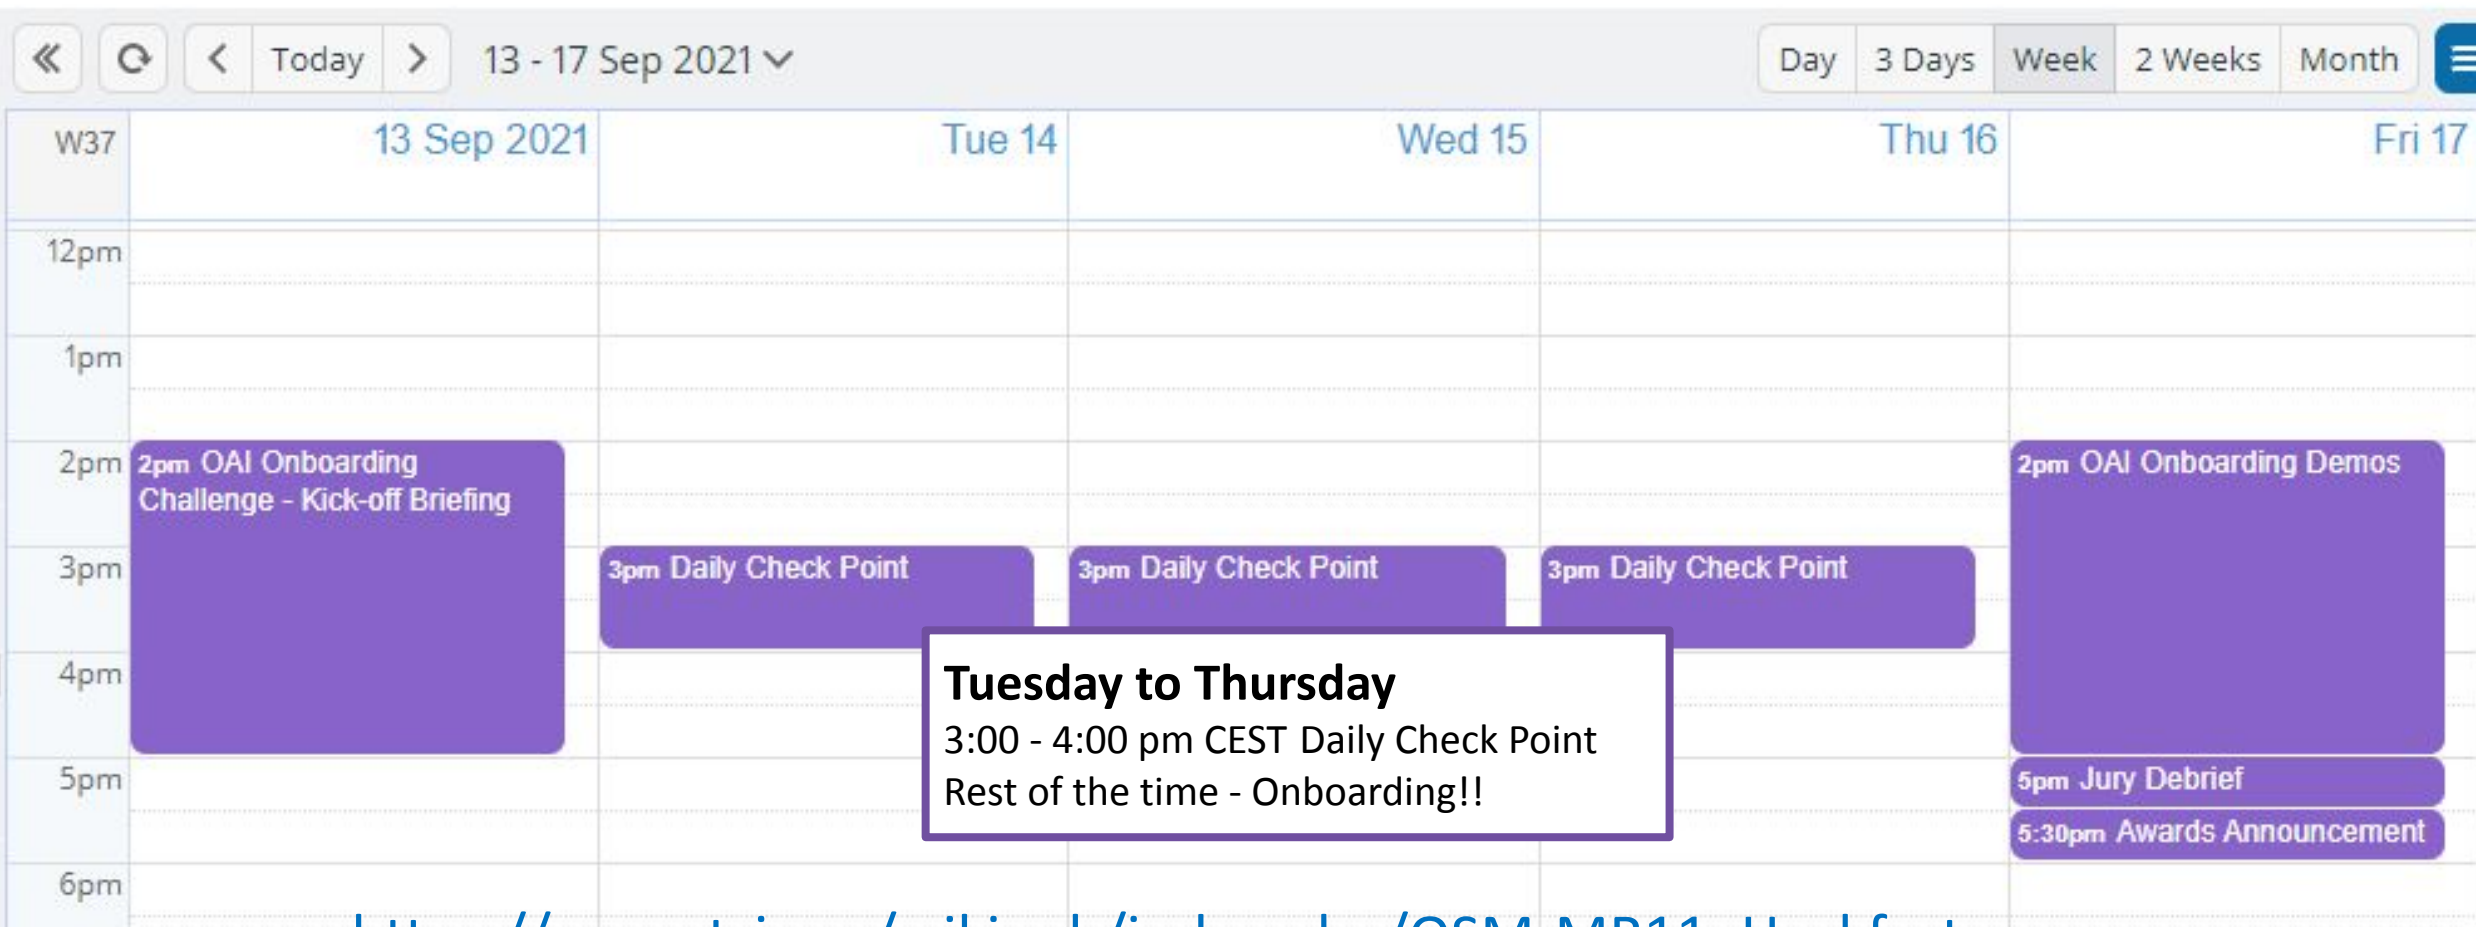 Today 13 - 17 Sep 2021 Day 3 Days Week 2 Weeks Month
W37 13 Sep 2021 Tue 14 Wed 15 Thu 16 Fri 17
12pm
1pm
2pm
2pm OAI Onboarding
Challenge - Kick-off Briefing
2pm OAI Onboarding Demos
3pm
3pm Daily Check Point
3pm Daily Check Point
3pm Daily Check Point
4pm
Tuesday to Thursday
3:00 - 4:00 pm CEST Daily Check Point
Rest of the time - Onboarding!!
5pm
5pm Jury Debrief
5:30pm Awards Announcement
6pm